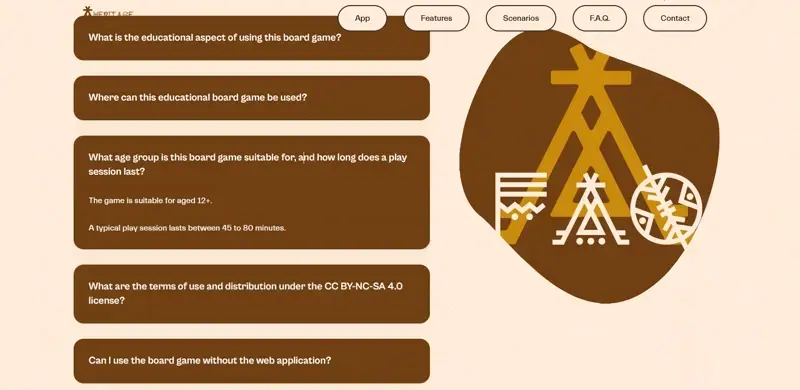 HERITAGE
App
Features
Scenarios
F.A.Q.
Contact
What is the educational aspect of using this board game?
Where can this educational board game be used?
What age group is this board game suitable for, and how long does a play
session last?
The game is suitable for aged 12+.
A typical play session lasts between 45 to 80 minutes.
What are the terms of use and distribution under the CC BY-NC-SA 4.0
license?
Can I use the board game without the web application?